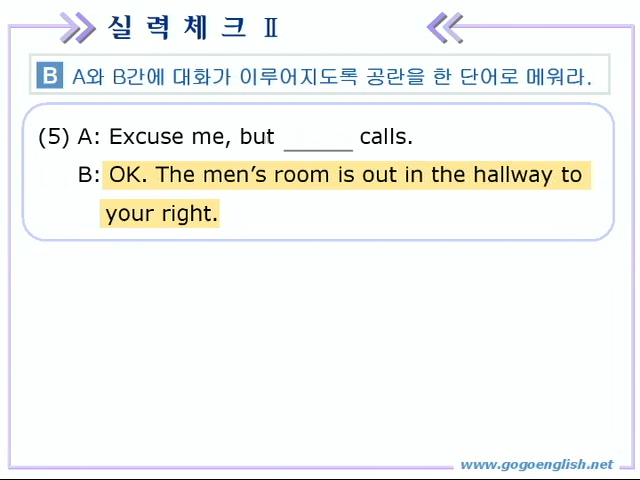 실 력 체 크 Ⅱ
B A와 B간에 대화가 이루어지도록 공란을 한 단어로 메워라.
(5) A: Excuse me, but ______ calls.
B: OK. The men’s room is out in the hallway to
your right.
www.gogoenglish.net